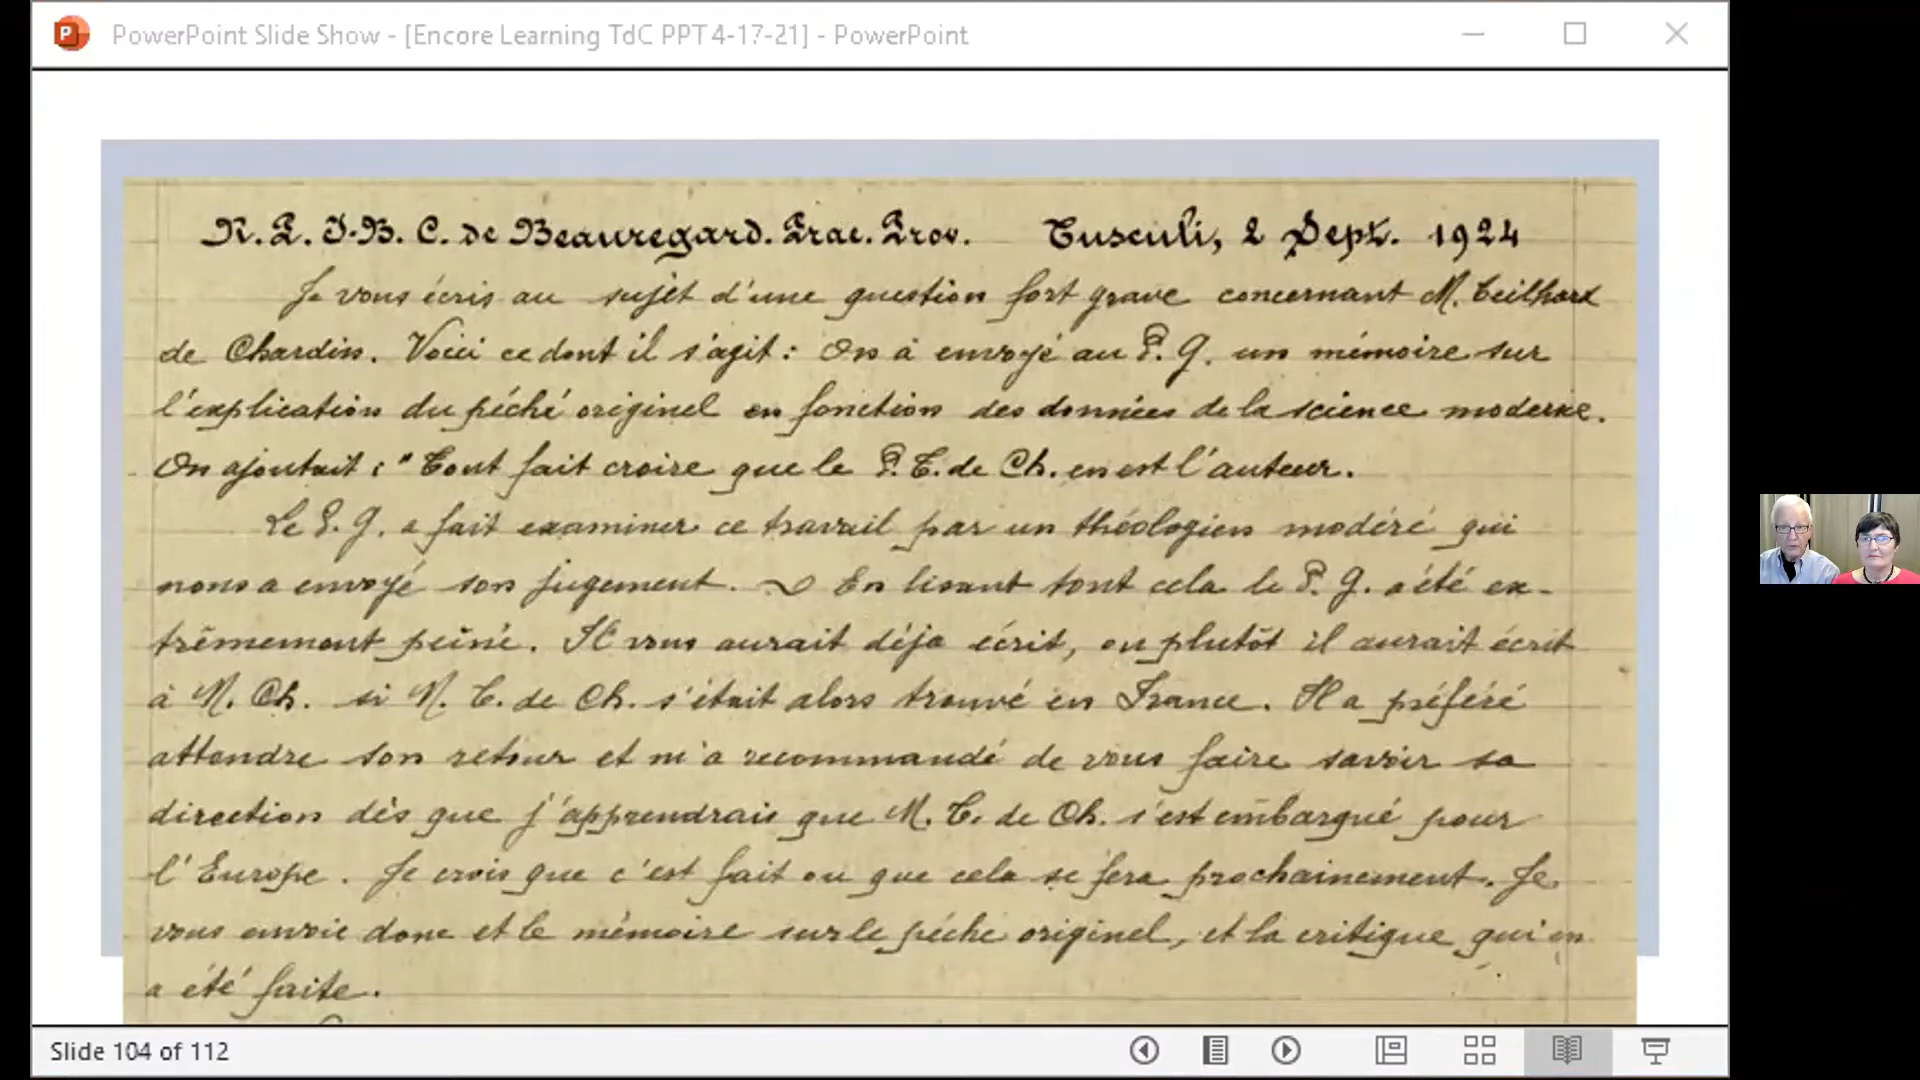 PowerPoint Slide Show - [Encore Learning TdC PPT 4-17-21] - PowerPoint
R. P. J-B. C. de Beauregard. Prae. Prov. Tusculi, 2 Sept. 1924
Je vous écris au sujet d'une question fort grave concernant M. Teilhard
de Chardin. Voici ce dont il s'agit : On a envoyé au P. G. un mémoire sur
l'explication du péché originel en fonction des données de la science moderne.
On ajoutait : "Tout fait croire que le P. T. de Ch. en est l'auteur.
Le P. G. a fait examiner ce travail par un théologien modéré qui
nous a envoyé son jugement. ~ En lisant tout cela le P. G. a été ex-
trêmement peiné. Il vous aurait déja écrit, ou plutôt il aurait écrit
à M. Ch. si M. T. de Ch. s'était alors trouvé en France. Il a préféré
attendre son retour et m'a recommandé de vous faire savoir sa
direction dès que j'apprendrais que M. T. de Ch. s'est embarqué pour
l'Europe. Je crois que c'est fait ou que cela se fera prochainement. Je
vous envoie donc et le mémoire sur le péché originel, et la critique qui en
a été faite.
Slide 104 of 112